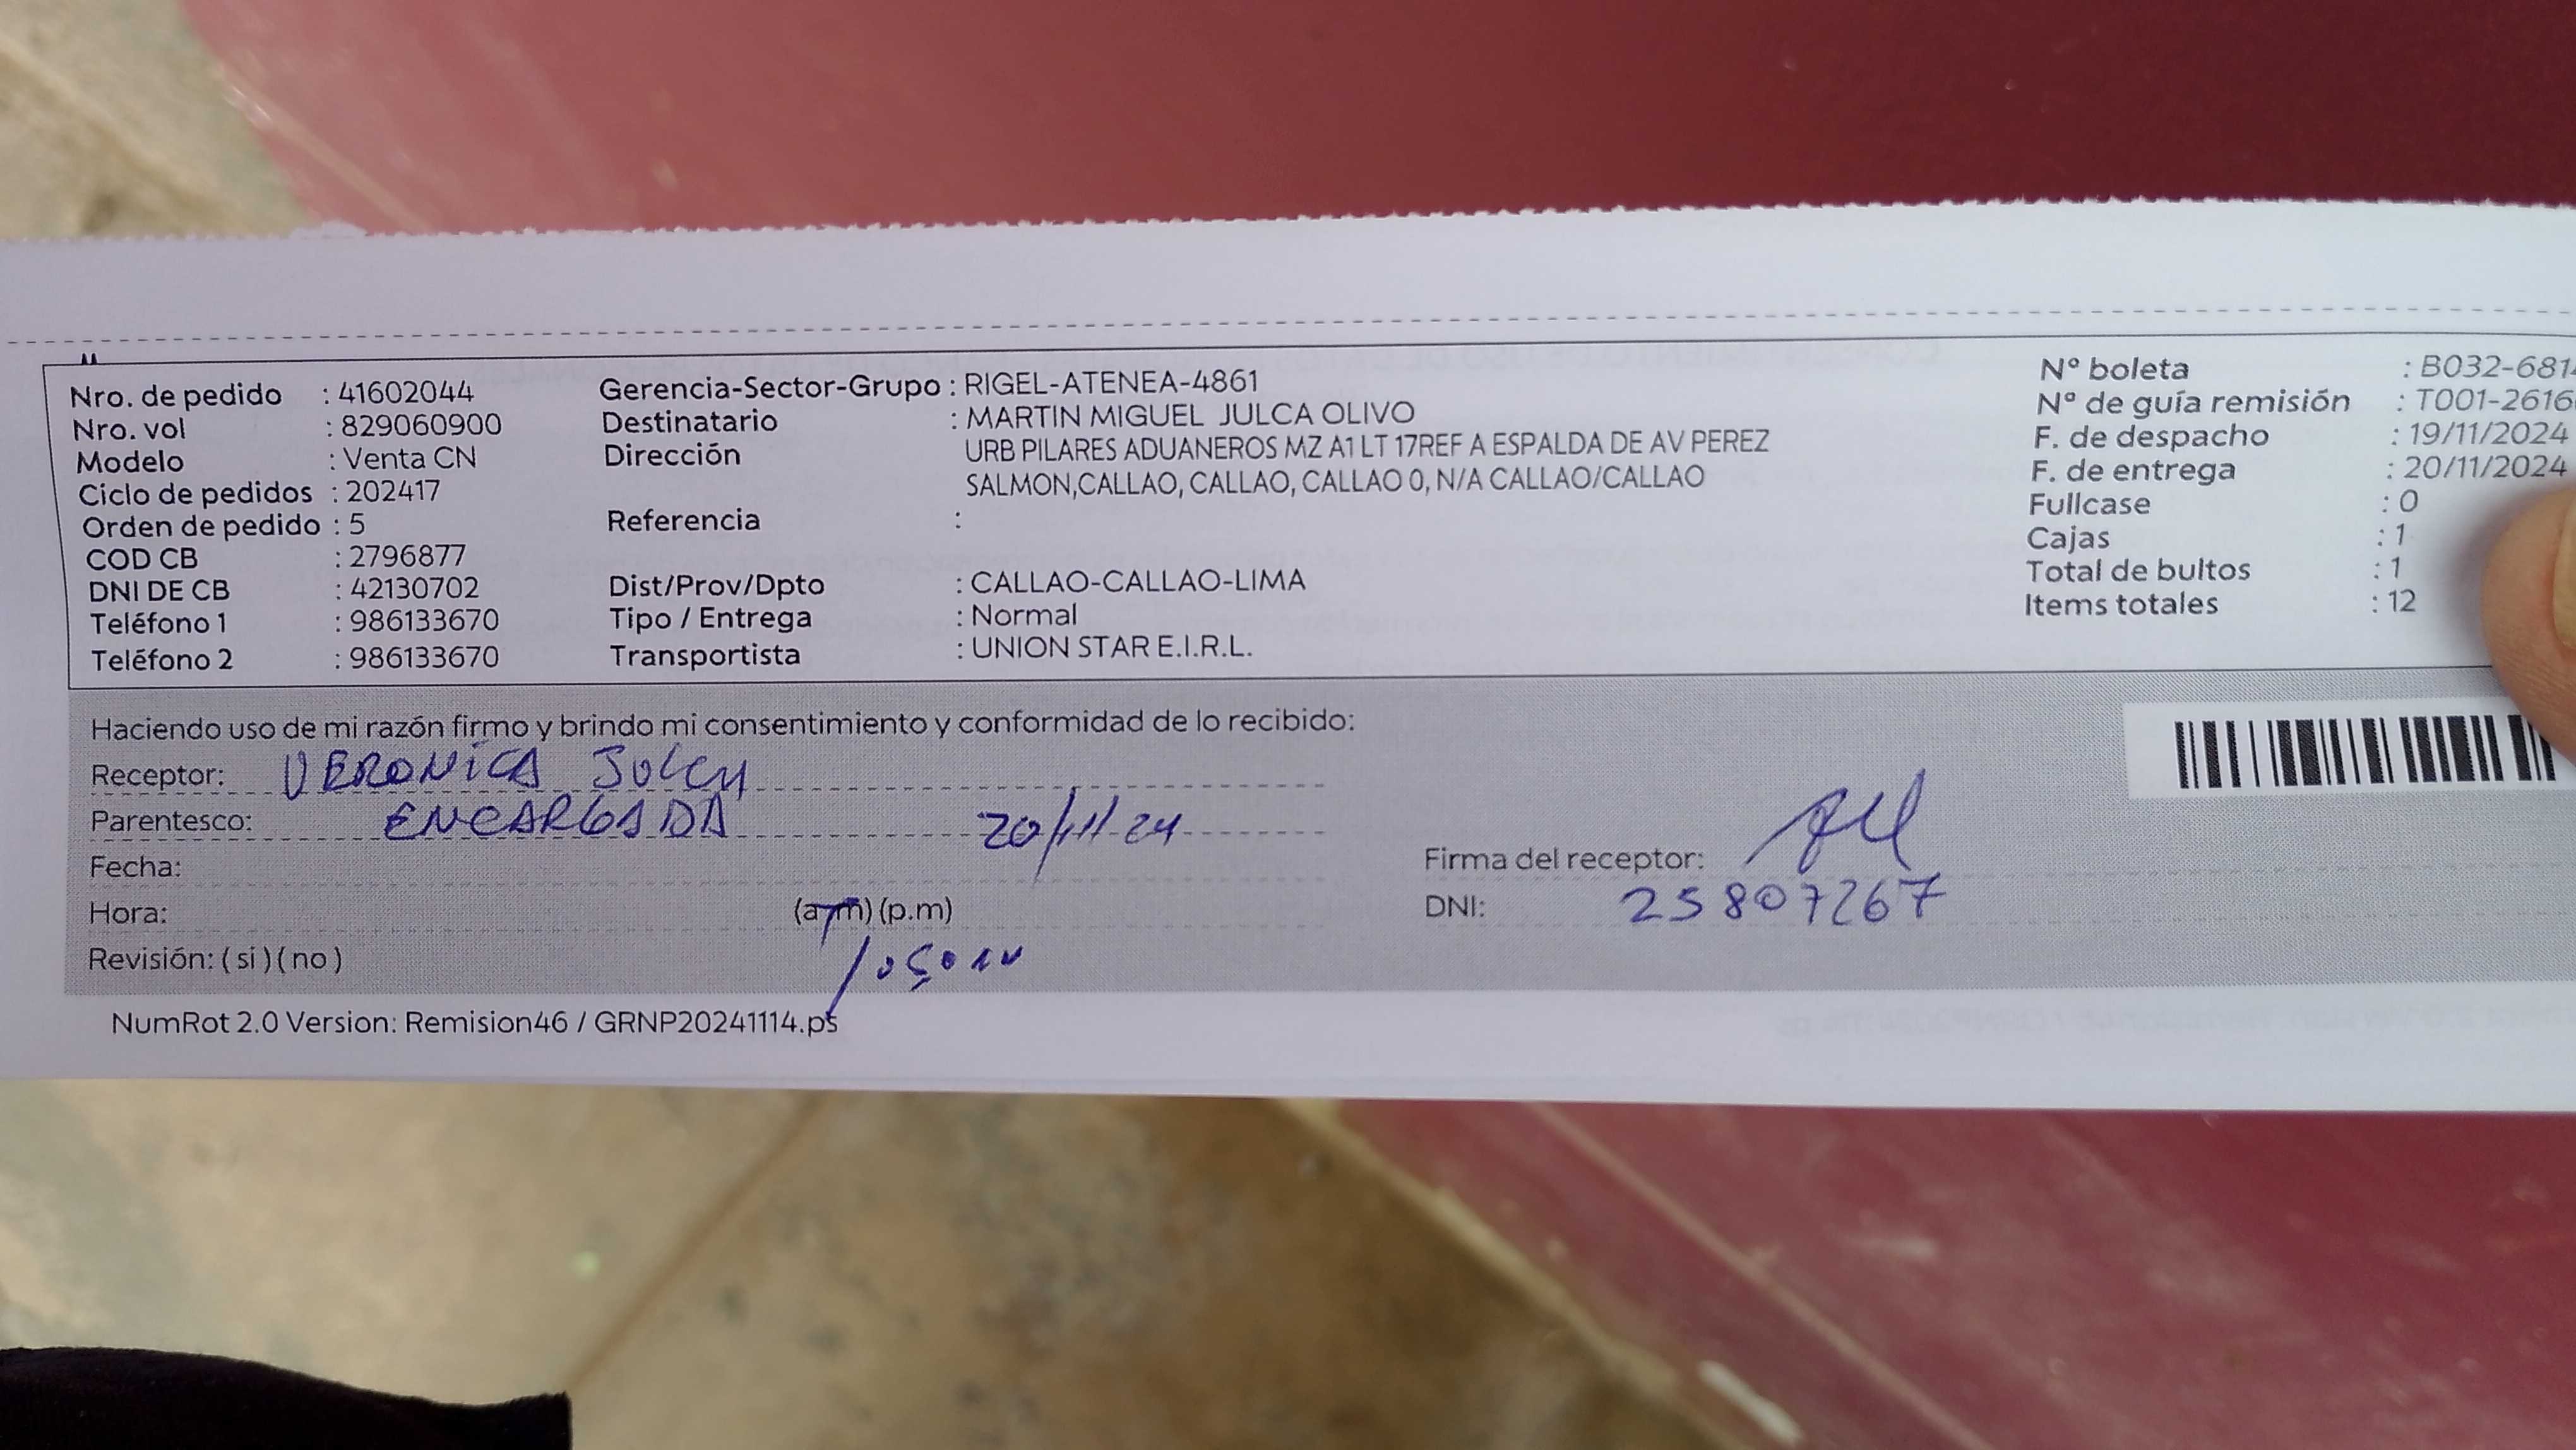 Nro. de pedido : 41602044
Nro. vol : 829060900
Modelo : Venta CN
Ciclo de pedidos : 202417
Orden de pedido : 5
COD CB : 2796877
DNI DE CB : 42130702
Teléfono 1 : 986133670
Teléfono 2 : 986133670
Gerencia-Sector-Grupo : RIGEL-ATENEA-4861
Destinatario : MARTIN MIGUEL JULCA OLIVO
Dirección URB PILARES ADUANEROS MZ A1 LT 17REF A ESPALDA DE AV PEREZ
SALMON,CALLAO, CALLAO, CALLAO 0, N/A CALLAO/CALLAO
Referencia :
Dist/Prov/Dpto : CALLAO-CALLAO-LIMA
Tipo / Entrega : Normal
Transportista : UNION STAR E.I.R.L.
Nº boleta : B032-681
Nº de guía remisión : T001-2616
F. de despacho : 19/11/2024
F. de entrega : 20/11/2024
Fullcase : 0
Cajas : 1
Total de bultos : 1
Items totales : 12
Haciendo uso de mi razón firmo y brindo mi consentimiento y conformidad de lo recibido:
Receptor: VERONICA JULCA
Parentesco: ENCARGADA
Fecha: 20/11/24
Hora: (a.m) (p.m)
Revisión: ( si ) ( no )
Firma del receptor:
DNI: 25807267
NumRot 2.0 Version: Remision46 / GRNP20241114.ps